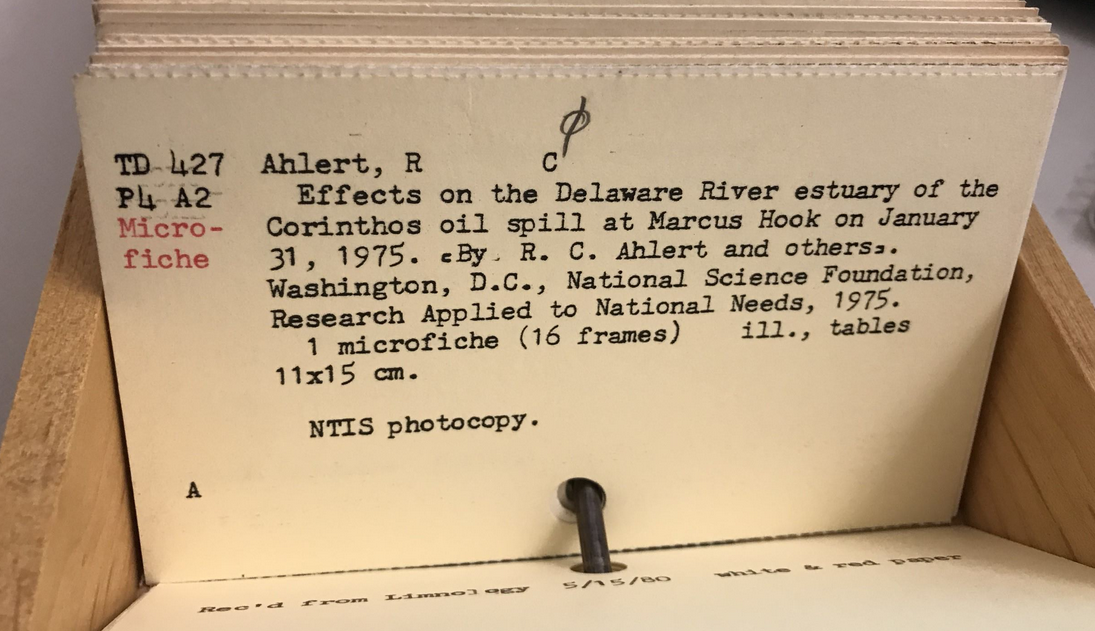 ɸ
TD 427 Ahlert, R C
P4 A2 Effects on the Delaware River estuary of the
Micro- Corinthos oil spill at Marcus Hook on January
fiche 31, 1975. [By] R. C. Ahlert and others].
Washington, D.C., National Science Foundation,
Research Applied to National Needs, 1975.
1 microfiche (16 frames) ill., tables
11x15 cm.
NTIS photocopy.
A
Rec'd from Limnology 5/15/80 White & red paper